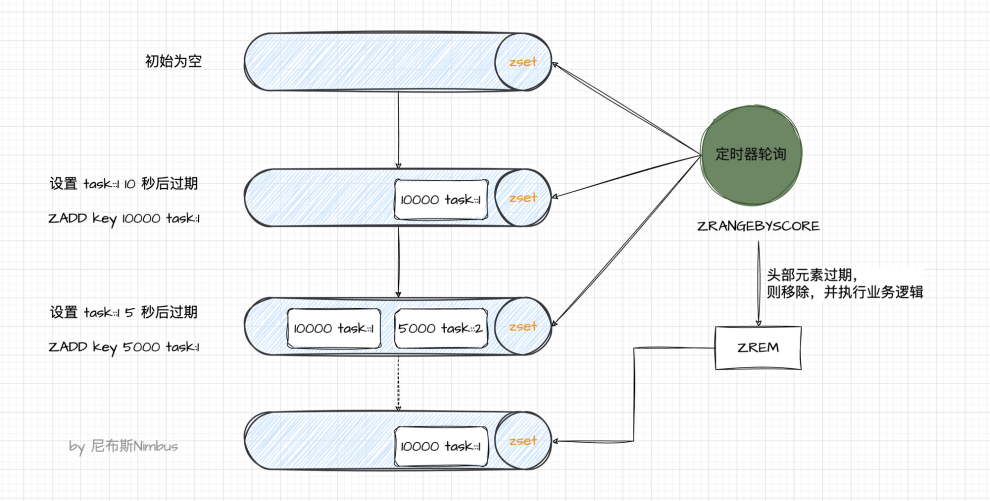 初始为空
zset
定时器轮询
设置 task::1 10 秒后过期
ZADD key 10000 task:1
10000 task::1
zset
ZRANGEBYSCORE
头部元素过期，
则移除，并执行业务逻辑
设置 task::1 5 秒后过期
ZADD key 5000 task:1
10000 task::1
5000 task::2
zset
ZREM
10000 task::1
zset
by 尼布斯Nimbus